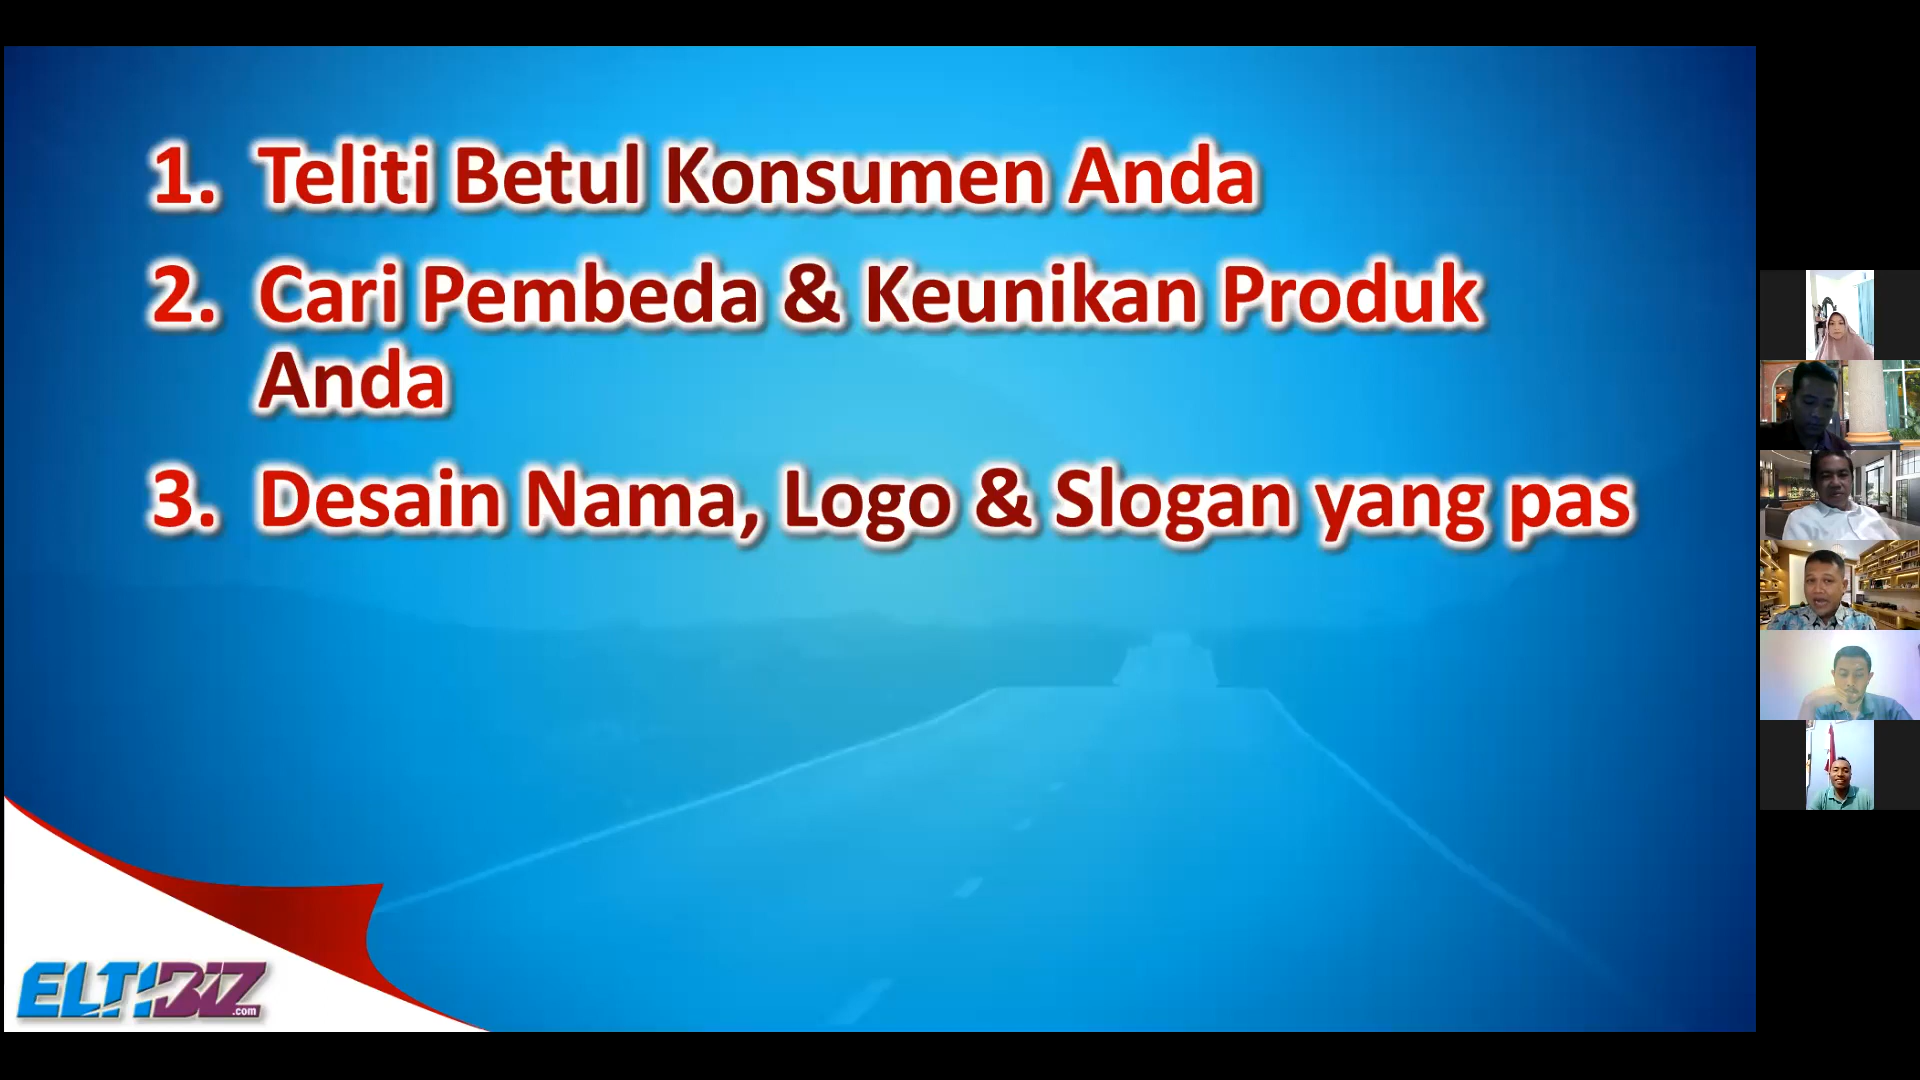 1. Teliti Betul Konsumen Anda
2. Cari Pembeda & Keunikan Produk
Anda
3. Desain Nama, Logo & Slogan yang pas
ELTIBIZ
.com